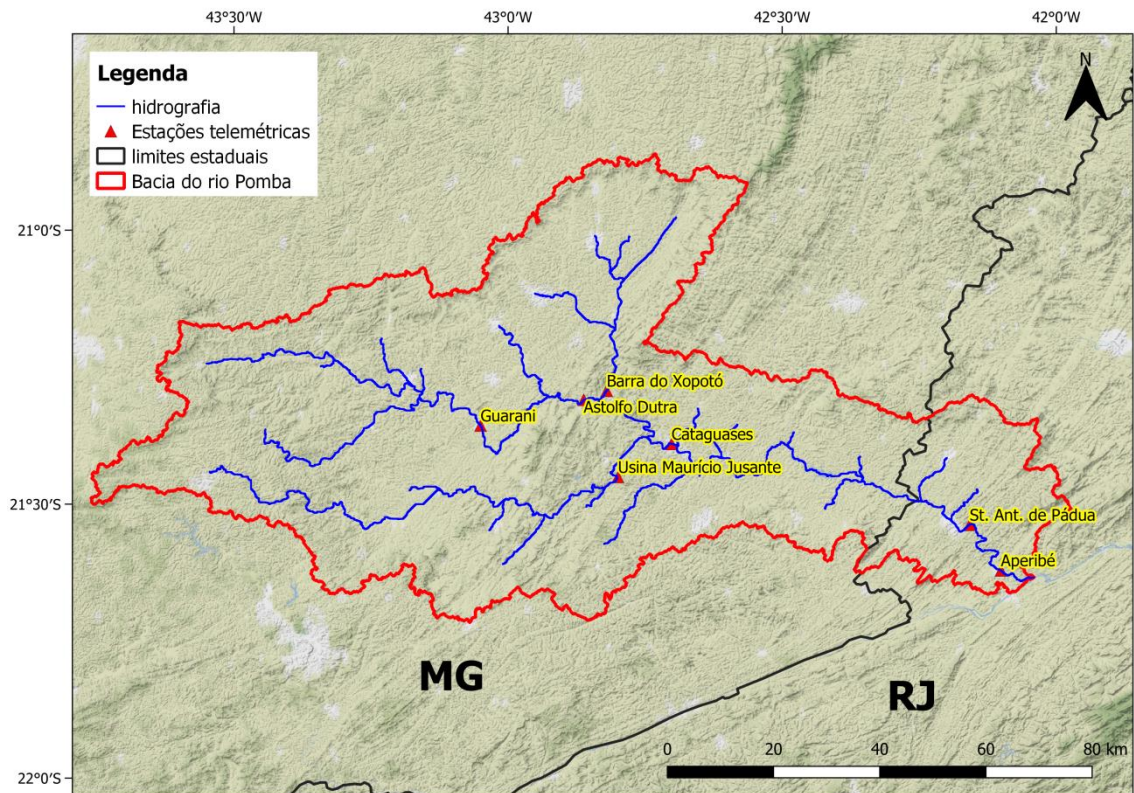 43°30'W
43°0'W
42°30'W
42°0'W
Legenda
hidrografia
Estações telemétricas
limites estaduais
Bacia do rio Pomba
N
21°0'S
Barra do Xopotó
Astolfo Dutra
Guarani
Cataguases
Usina Maurício Jusante
21°30'S
St. Ant. de Pádua
Aperibé
MG
RJ
0 20 40 60 80 km
22°0'S